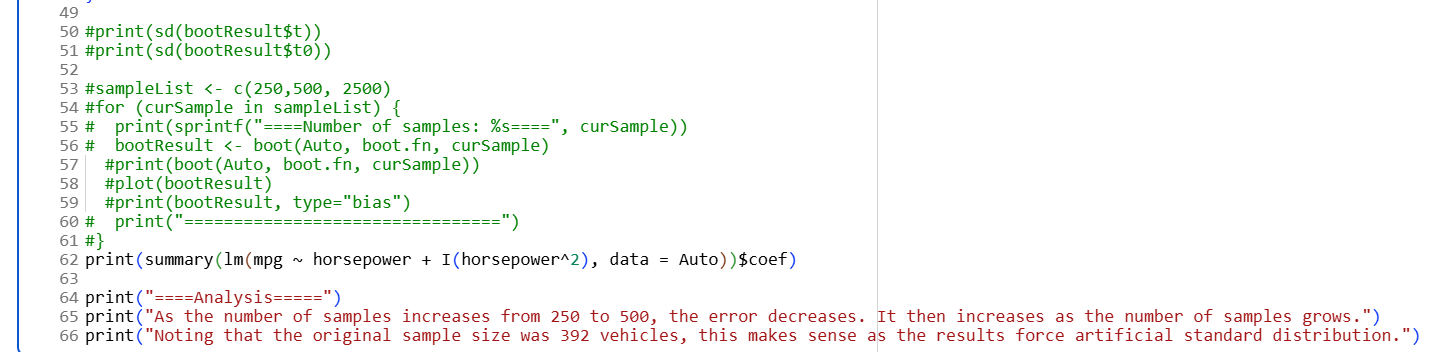 49
50 #print(sd(bootResult$t))
51 #print(sd(bootResult$t0))
52
53 #sampleList <- c(250,500, 2500)
54 #for (curSample in sampleList) {
55 #  print(sprintf("====Number of samples: %s====", curSample))
56 #  bootResult <- boot(Auto, boot.fn, curSample)
57   #print(boot(Auto, boot.fn, curSample))
58   #plot(bootResult)
59   #print(bootResult, type="bias")
60 #  print("================================")
61 #}
62 print(summary(lm(mpg ~ horsepower + I(horsepower^2), data = Auto))$coef)
63
64 print("====Analysis=====")
65 print("As the number of samples increases from 250 to 500, the error decreases. It then increases as the number of samples grows.")
66 print("Noting that the original sample size was 392 vehicles, this makes sense as the results force artificial standard distribution.")